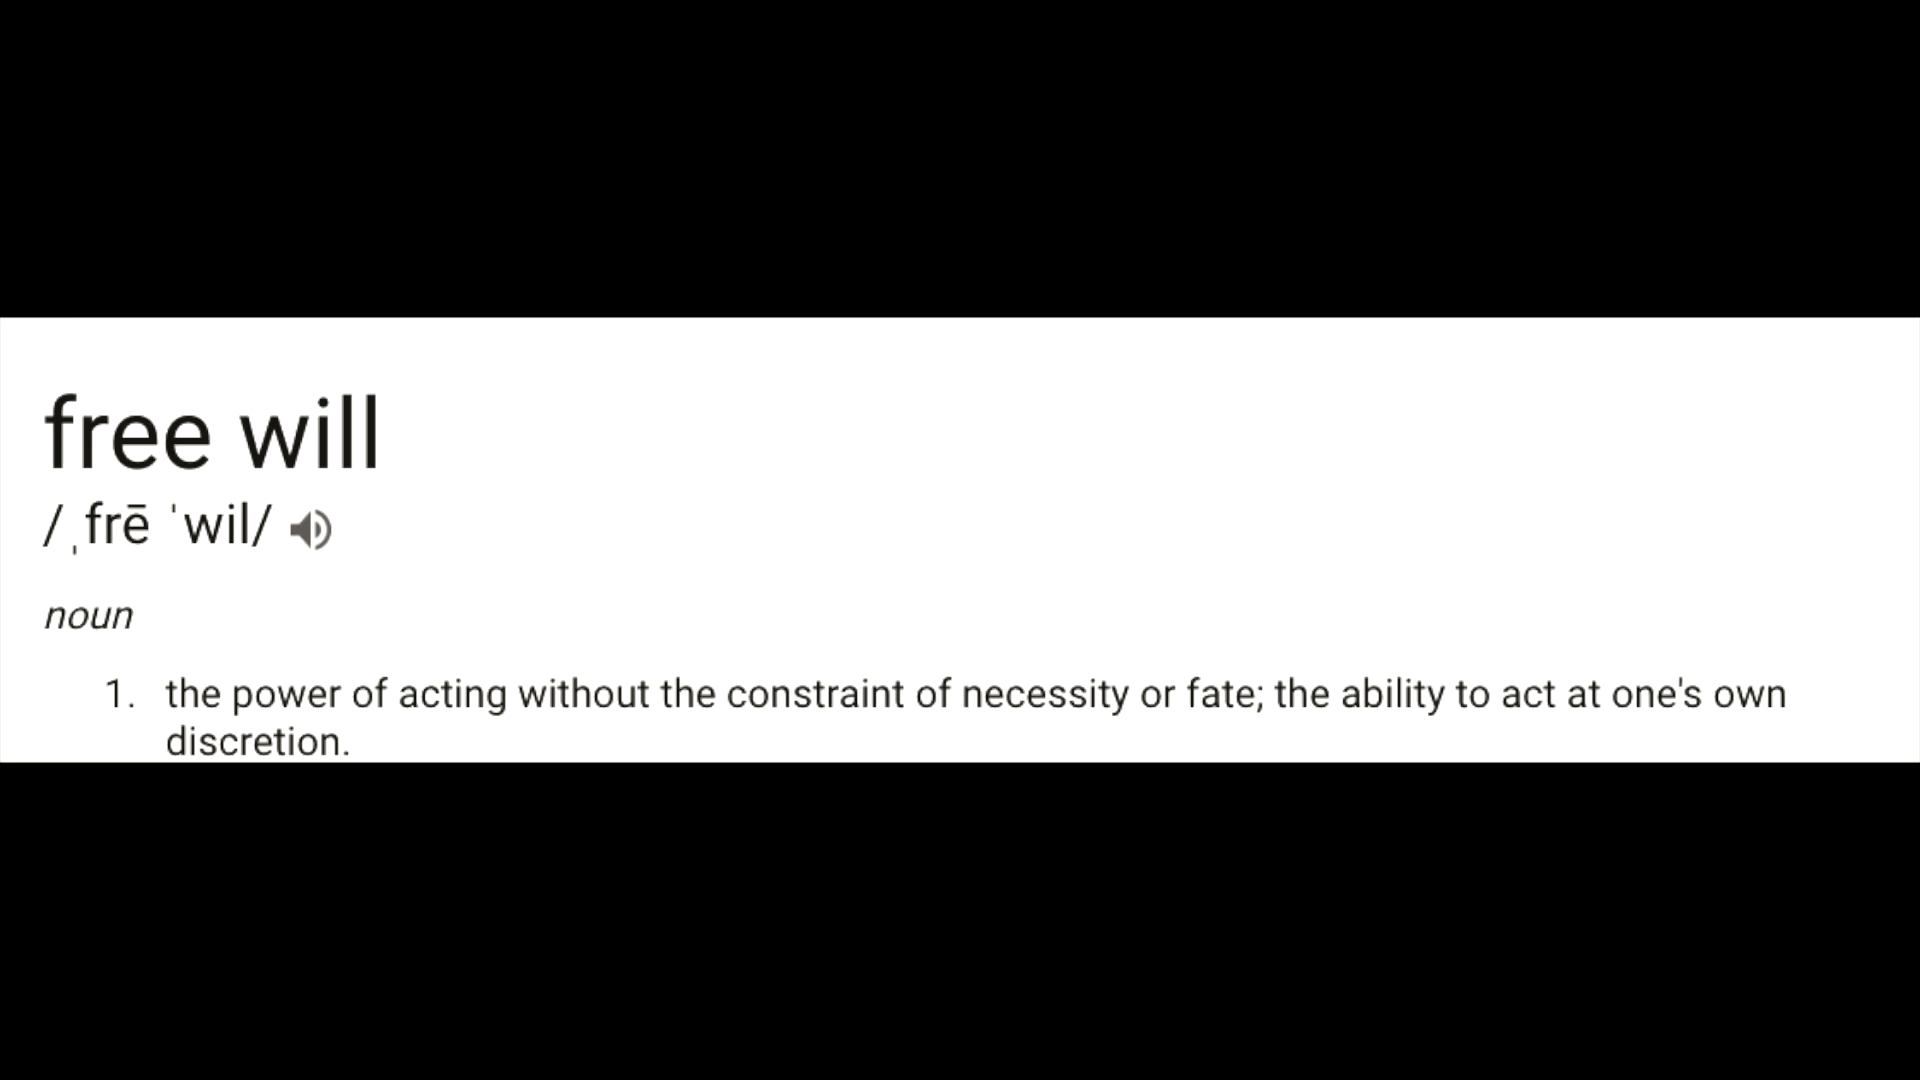 free will
/ˌfrē ˈwil/
noun
1. the power of acting without the constraint of necessity or fate; the ability to act at one's own
discretion.